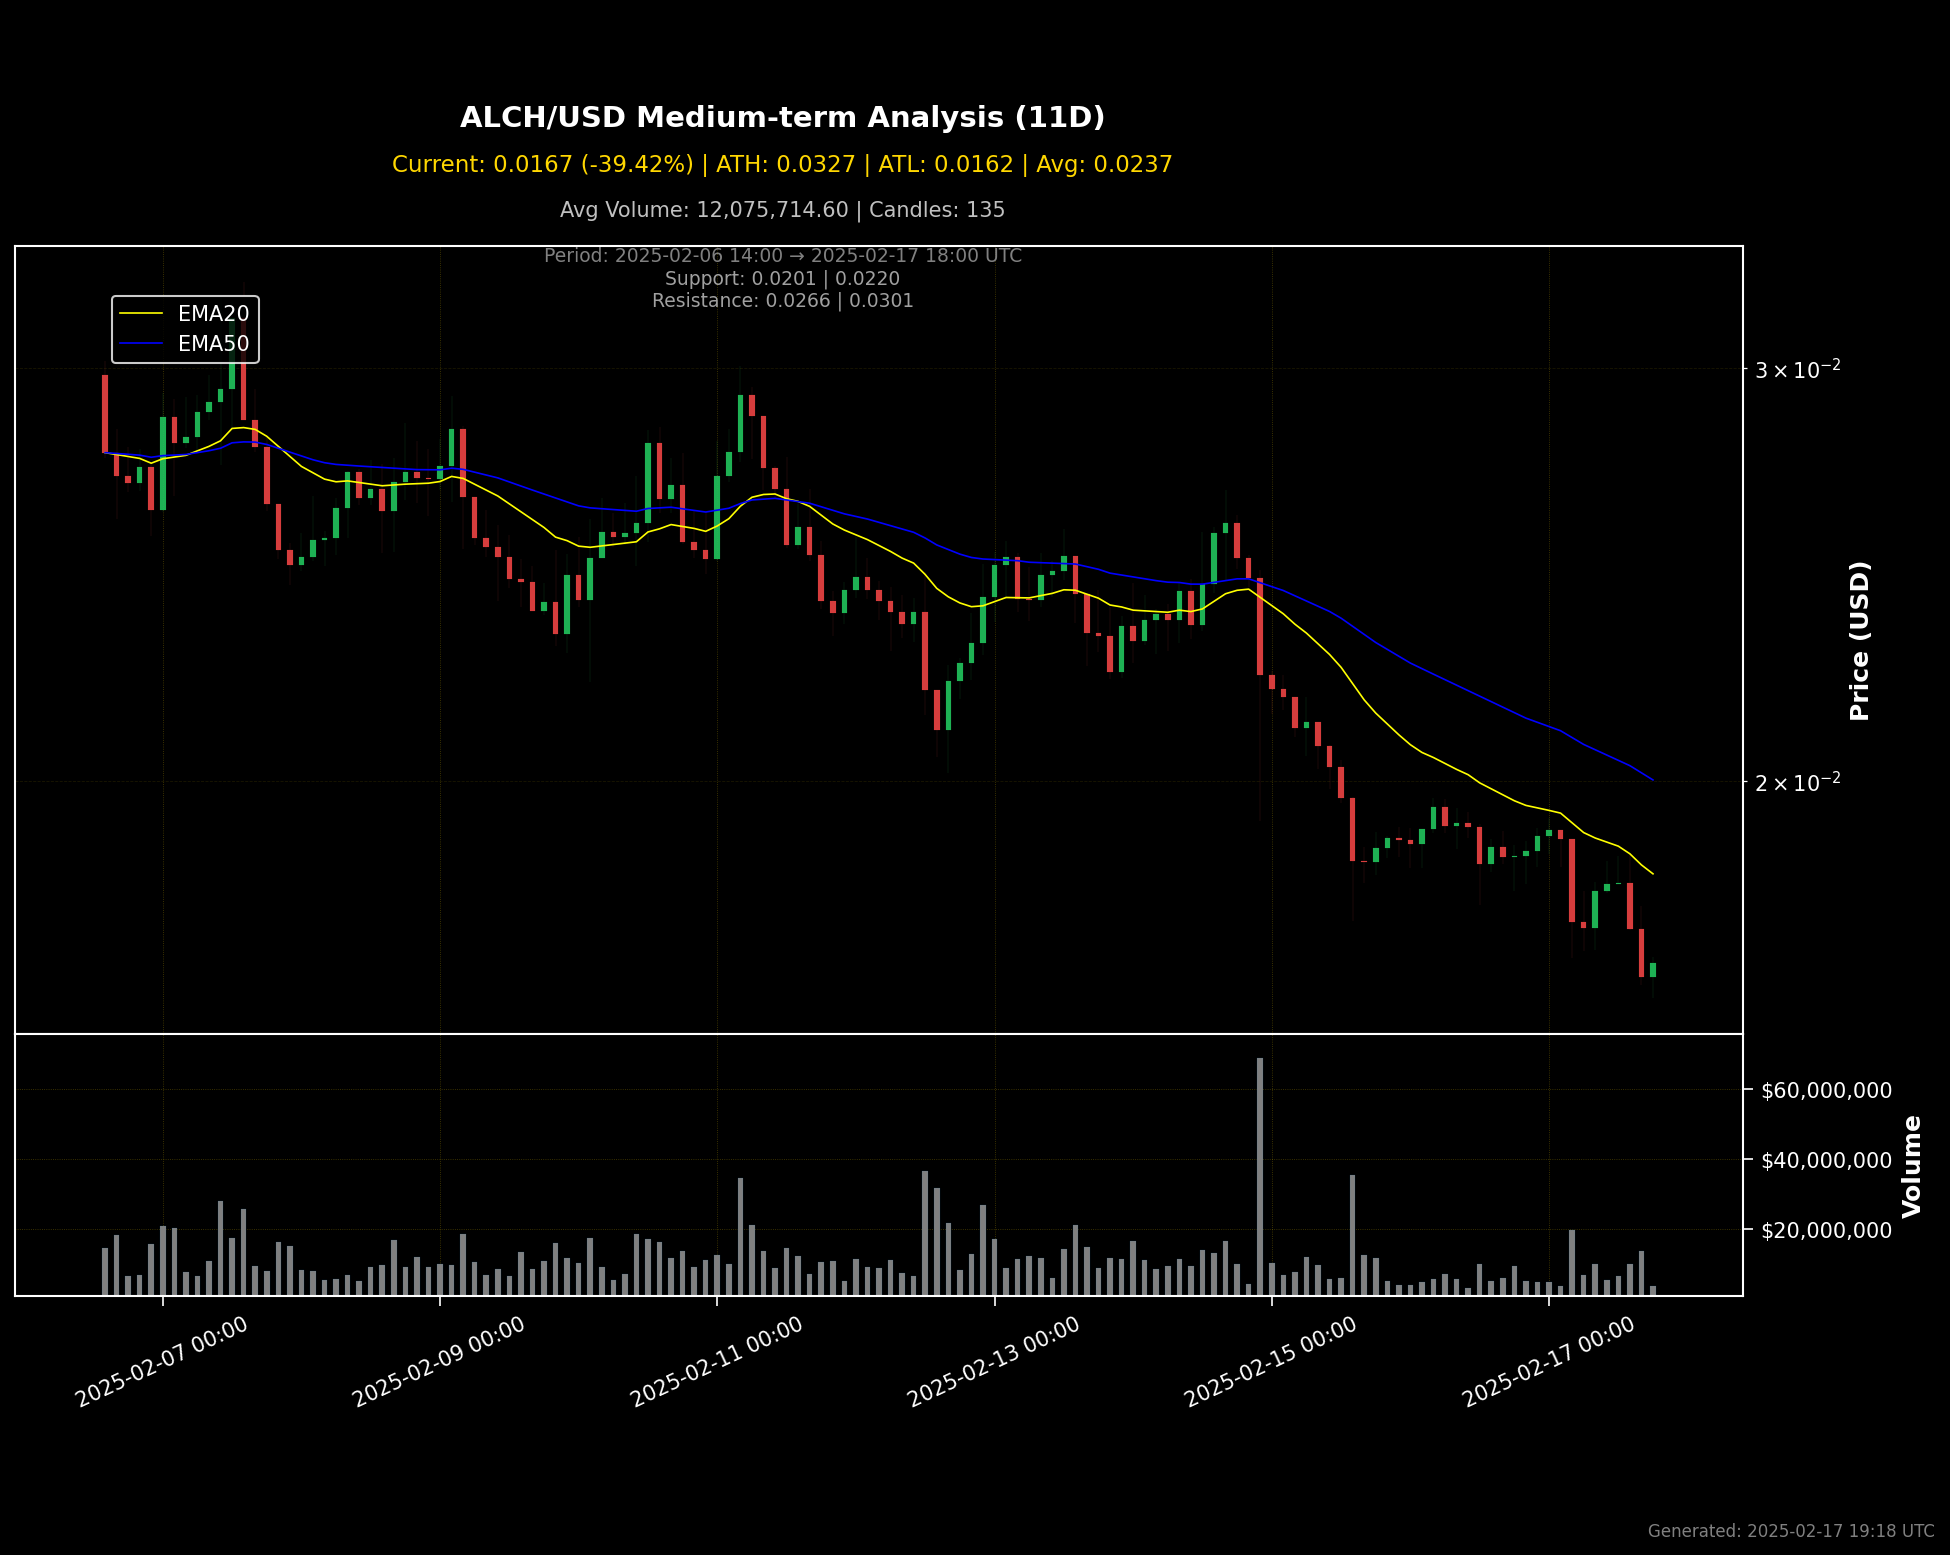 ALCH/USD Medium-term Analysis (11D)
Current: 0.0167 (-39.42%) | ATH: 0.0327 | ATL: 0.0162 | Avg: 0.0237
Avg Volume: 12,075,714.60 | Candles: 135
Period: 2025-02-06 14:00 → 2025-02-17 18:00 UTC
Support: 0.0201 | 0.0220
Resistance: 0.0266 | 0.0301
EMA20
EMA50
3 × 10⁻²
2 × 10⁻²
Price (USD)
$60,000,000
$40,000,000
$20,000,000
Volume
2025-02-07 00:00
2025-02-09 00:00
2025-02-11 00:00
2025-02-13 00:00
2025-02-15 00:00
2025-02-17 00:00
Generated: 2025-02-17 19:18 UTC